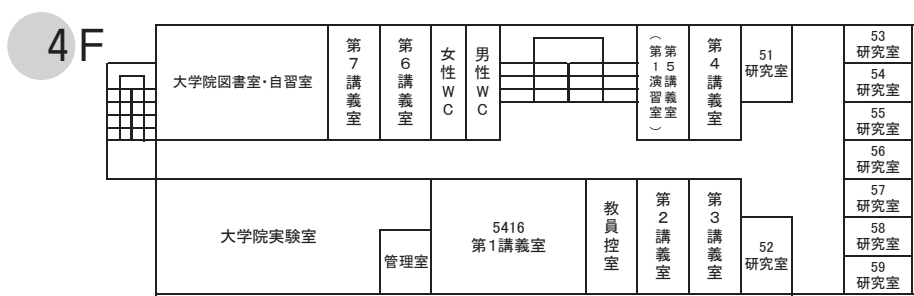 4F
大学院図書室・自習室
第7講義室
第6講義室
女性WC
男性WC
第5講義室
（第1演習室）
第4講義室
51
研究室
53
研究室
54
研究室
55
研究室
56
研究室
57
研究室
58
研究室
59
研究室
大学院実験室
管理室
5416
第1講義室
教員控室
第2講義室
第3講義室
52
研究室